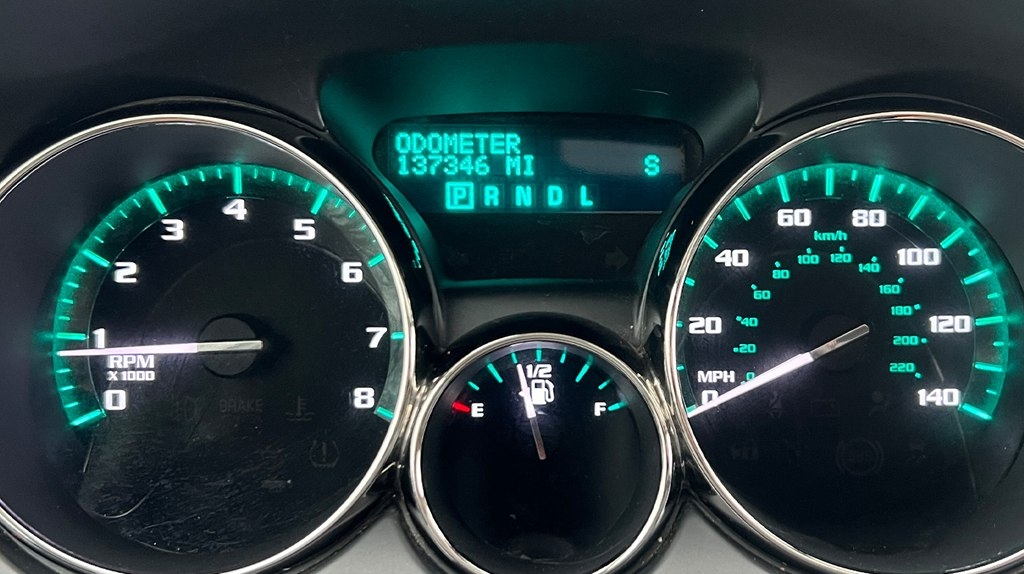 ODOMETER
137346 MI S
P R N D L
0 1 2 3 4 5 6 7 8
RPM
X 1000
BRAKE
E 1/2 F
0 20 40 60 80 100 120 140
MPH
km/h
0 20 40 60 80 100 120 140 160 180 200 220